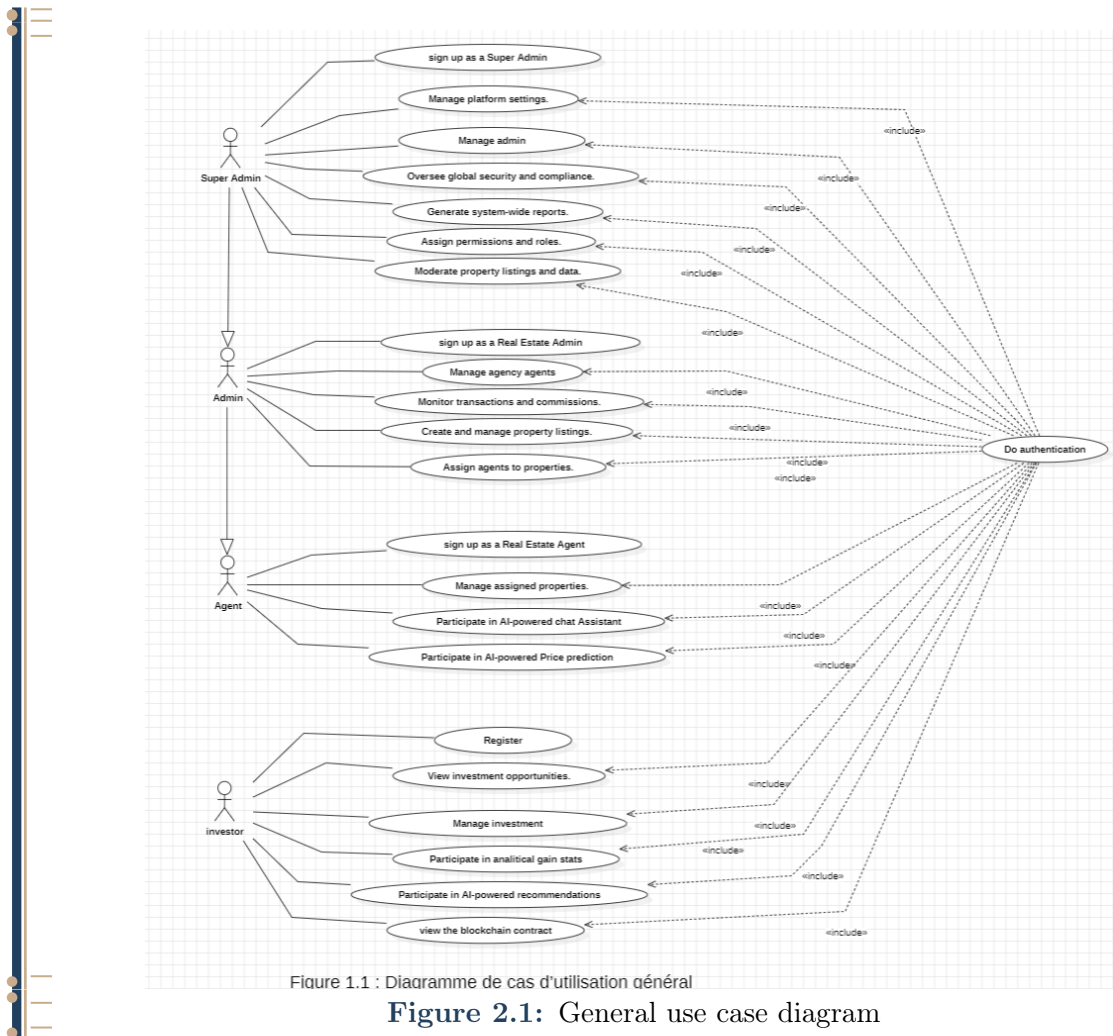 sign up as a Super Admin
Manage platform settings.
«include»
Manage admin
Super Admin
Oversee global security and compliance.
«include»
Generate system-wide reports.
«include»
Assign permissions and roles.
«include»
Moderate property listings and data.
«include»
«include»
sign up as a Real Estate Admin
Manage agency agents
Admin
Monitor transactions and commissions.
«include»
Create and manage property listings.
«include»
Do authentication
Assign agents to properties.
«include»
«include»
sign up as a Real Estate Agent
Manage assigned properties.
Agent
«include»
Participate in AI-powered chat Assistant
«include»
Participate in AI-powered Price prediction
«include»
Register
View investment opportunities.
«include»
Manage investment
«include»
investor
Participate in analitical gain stats
«include»
Participate in AI-powered recommendations
«include»
view the blockchain contract
«include»
Figure 1.1 : Diagramme de cas d'utilisation général
Figure 2.1: General use case diagram